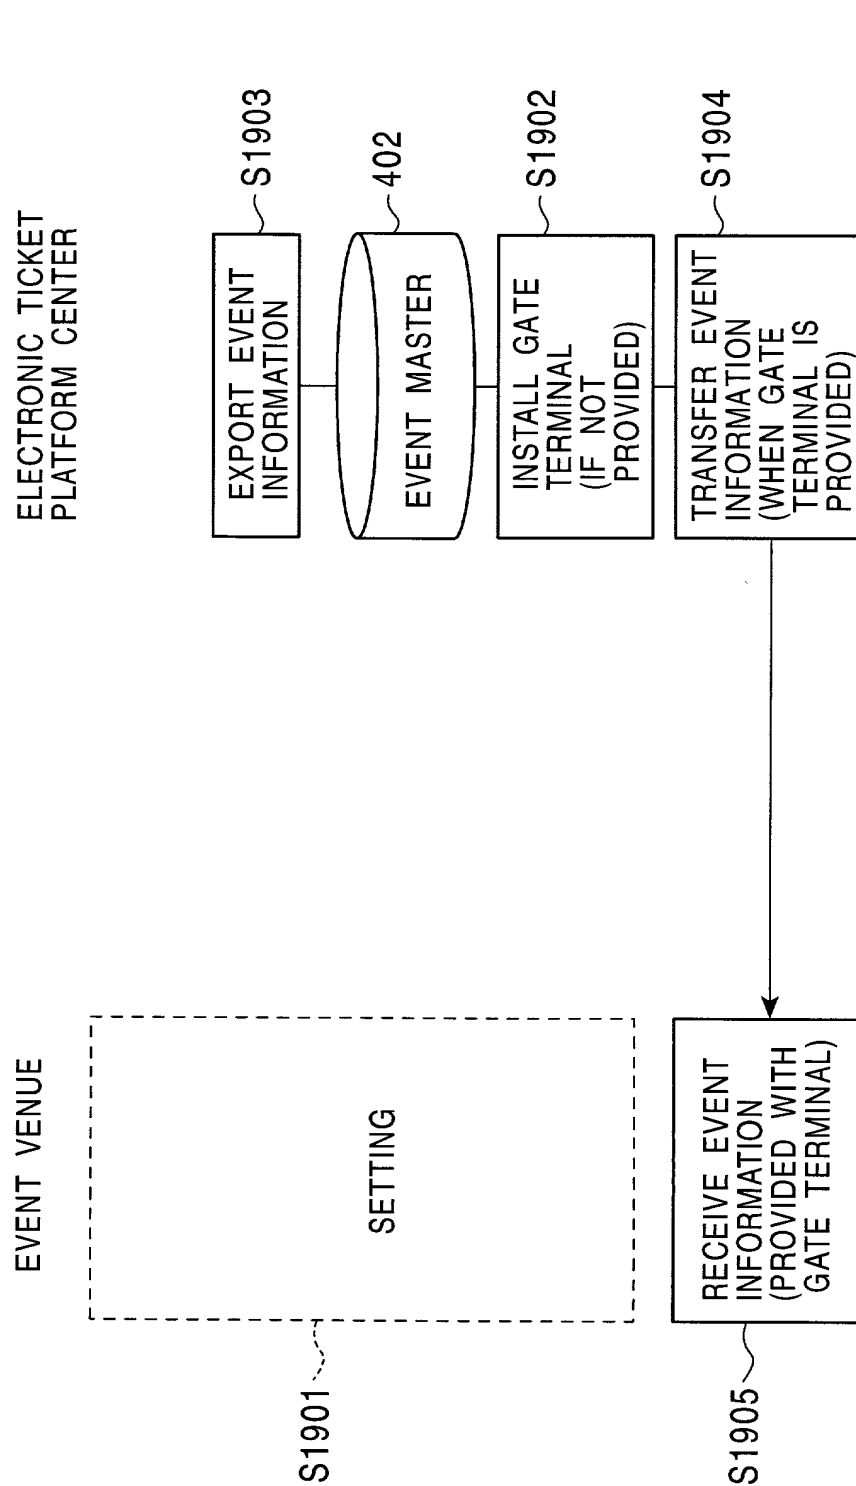 EVENT VENUE
ELECTRONIC TICKET
PLATFORM CENTER
S1901
SETTING
EXPORT EVENT
INFORMATION
S1903
EVENT MASTER
402
INSTALL GATE
TERMINAL
(IF NOT
PROVIDED)
S1902
S1905
RECEIVE EVENT
INFORMATION
(PROVIDED WITH
GATE TERMINAL)
TRANSFER EVENT
INFORMATION
(WHEN GATE
TERMINAL IS
PROVIDED)
S1904